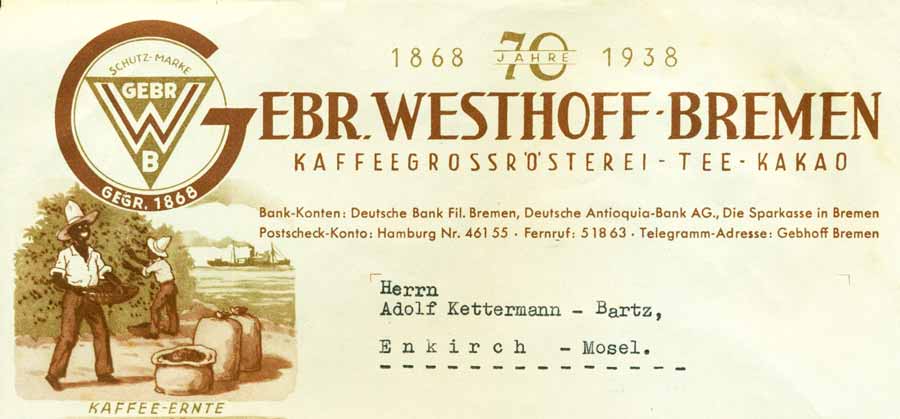 1868 70 JAHRE 1938
SCHUTZ-MARKE
GEBR
W
B
GEGR. 1868
GEBR. WESTHOFF-BREMEN
KAFFEEGROSSRÖSTEREI - TEE - KAKAO
Bank-Konten: Deutsche Bank Fil. Bremen, Deutsche Antioquia-Bank AG., Die Sparkasse in Bremen
Postscheck-Konto: Hamburg Nr. 46155 · Fernruf: 51863 · Telegramm-Adresse: Gebhoff Bremen
Herrn
Adolf Kettermann - Bartz,
Enkirch - Mosel.
KAFFEE-ERNTE